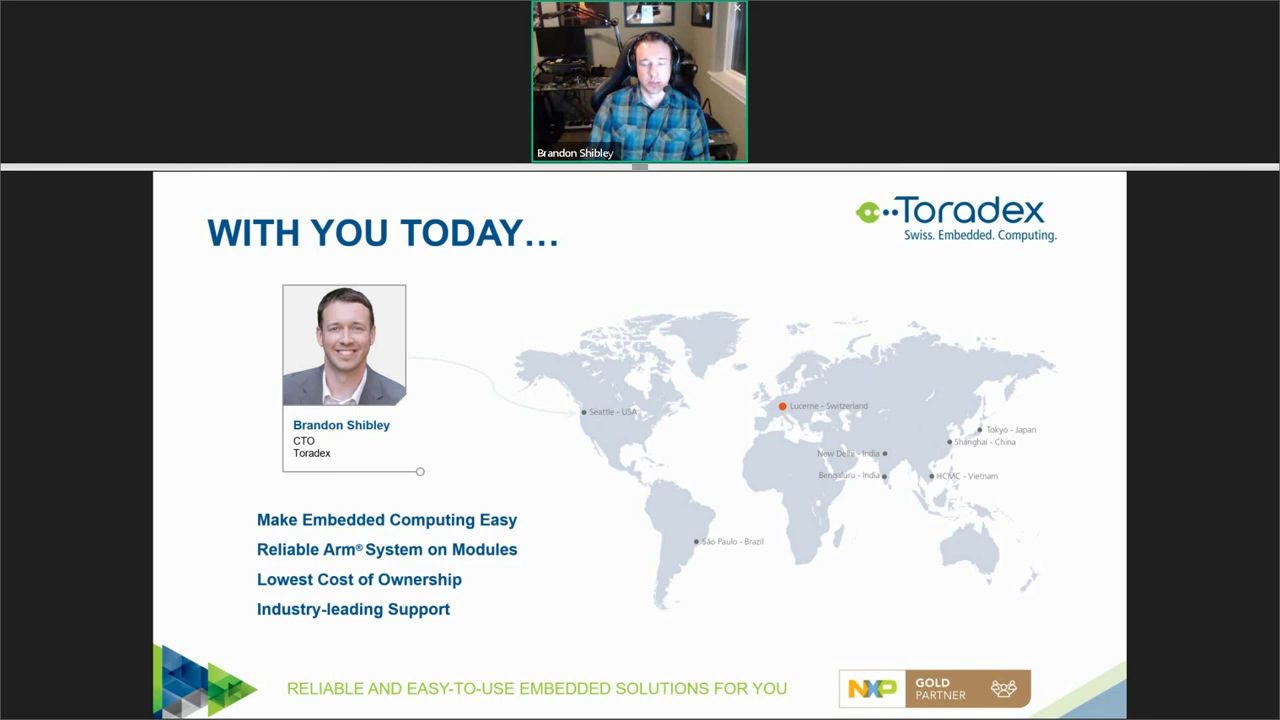 Brandon Shibley
WITH YOU TODAY...
Toradex
Swiss. Embedded. Computing.
Brandon Shibley
CTO
Toradex
Seattle - USA
Lucerne - Switzerland
Tokyo - Japan
Shanghai - China
New Delhi - India
Bengaluru - India
HCMC - Vietnam
São Paulo - Brazil
Make Embedded Computing Easy
Reliable Arm® System on Modules
Lowest Cost of Ownership
Industry-leading Support
RELIABLE AND EASY-TO-USE EMBEDDED SOLUTIONS FOR YOU
NXP
GOLD
PARTNER